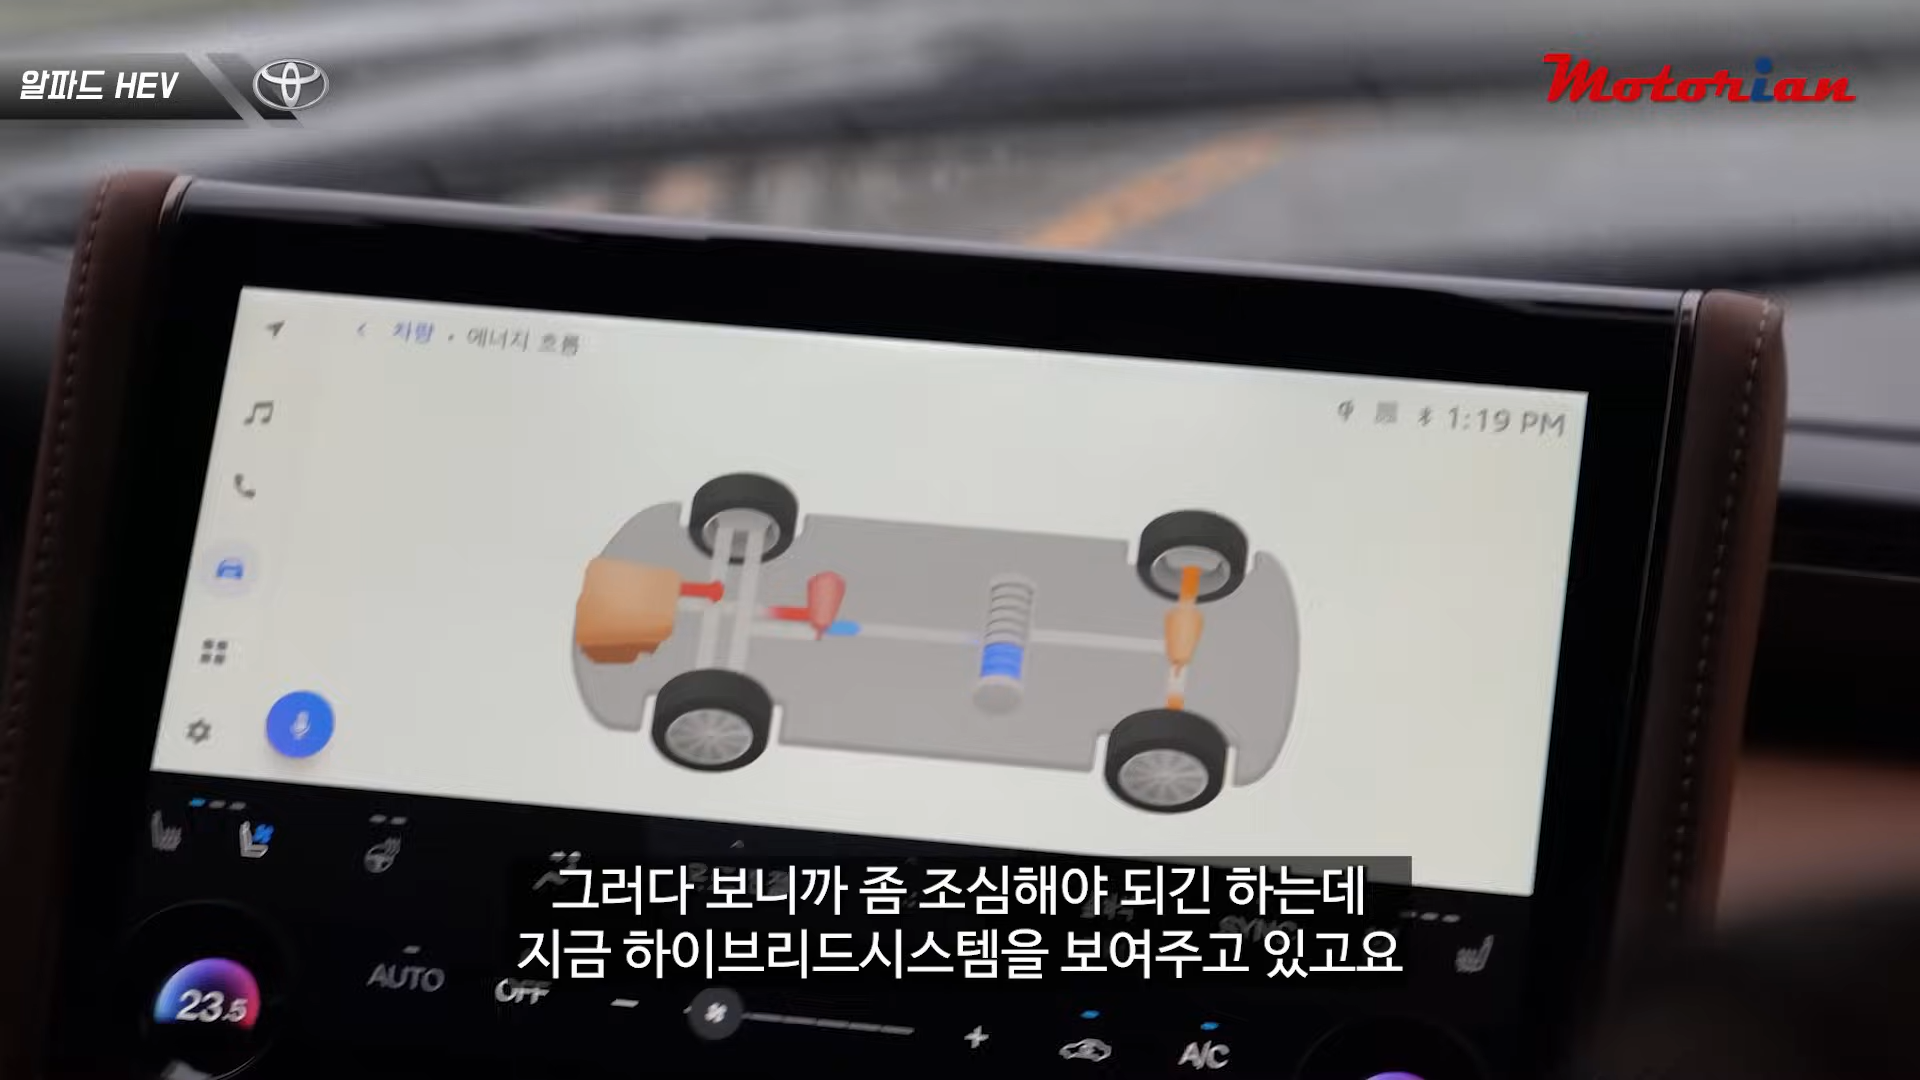 알파드 HEV
Motorian
차량 · 에너지 흐름
1:19 PM
그러다 보니까 좀 조심해야 되긴 하는데
지금 하이브리드시스템을 보여주고 있고요
SYNC
AUTO
OFF
23.5
A/C